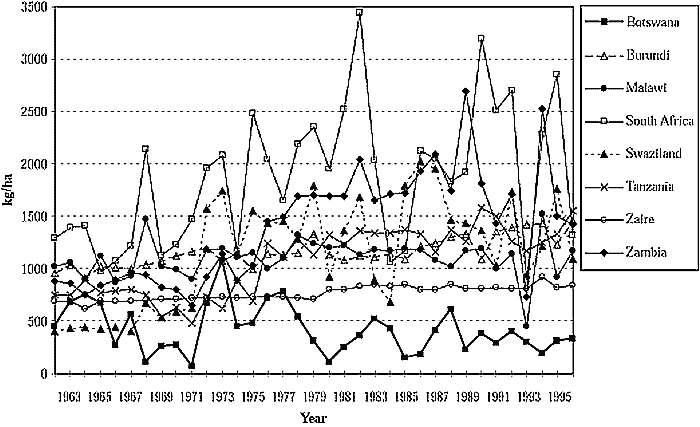 3500
3000
2500
2000
1500
1000
500
0
kg/ha
1963 1965 1967 1969 1971 1973 1975 1977 1979 1981 1983 1985 1987 1989 1991 1993 1995
Year
Botswana
Burundi
Malawi
South Africa
Swaziland
Tanzania
Zaire
Zambia